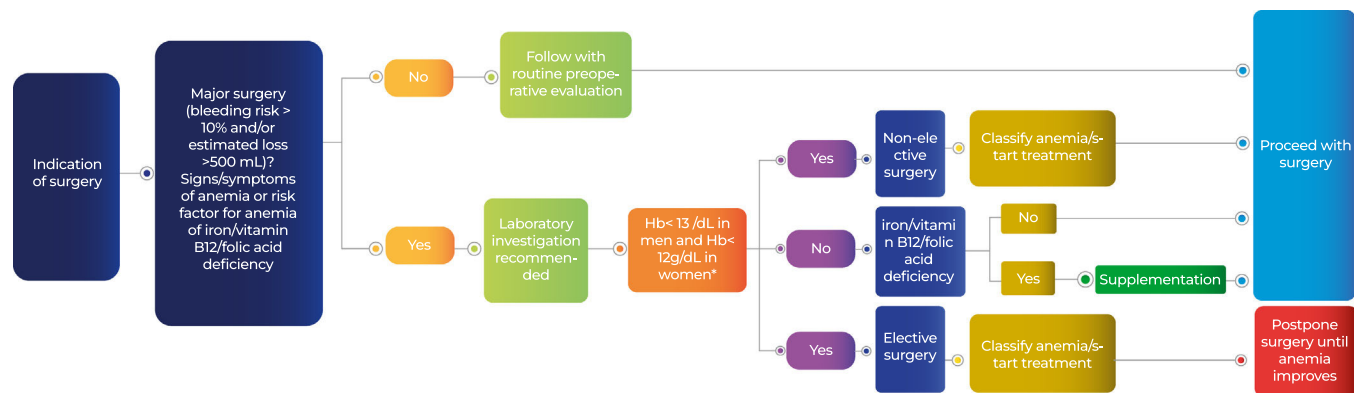 Indication
of surgery
Major surgery
(bleeding risk >
10% and/or
estimated loss
>500 mL)?
Signs/symptoms
of anemia or risk
factor for anemia
of iron/vitamin
B12/folic acid
deficiency
No
Follow with
routine preope-
rative evaluation
Yes
Laboratory
investigation
recommen-
ded
Hb< 13 /dL in
men and Hb<
12g/dL in
women*
Yes
Non-ele
ctive
surgery
Classify anemia/s-
tart treatment
No
iron/vitami
n B12/folic
acid
deficiency
No
Yes
Supplementation
Proceed with
surgery
Yes
Elective
surgery
Classify anemia/s-
tart treatment
Postpone
surgery until
anemia
improves